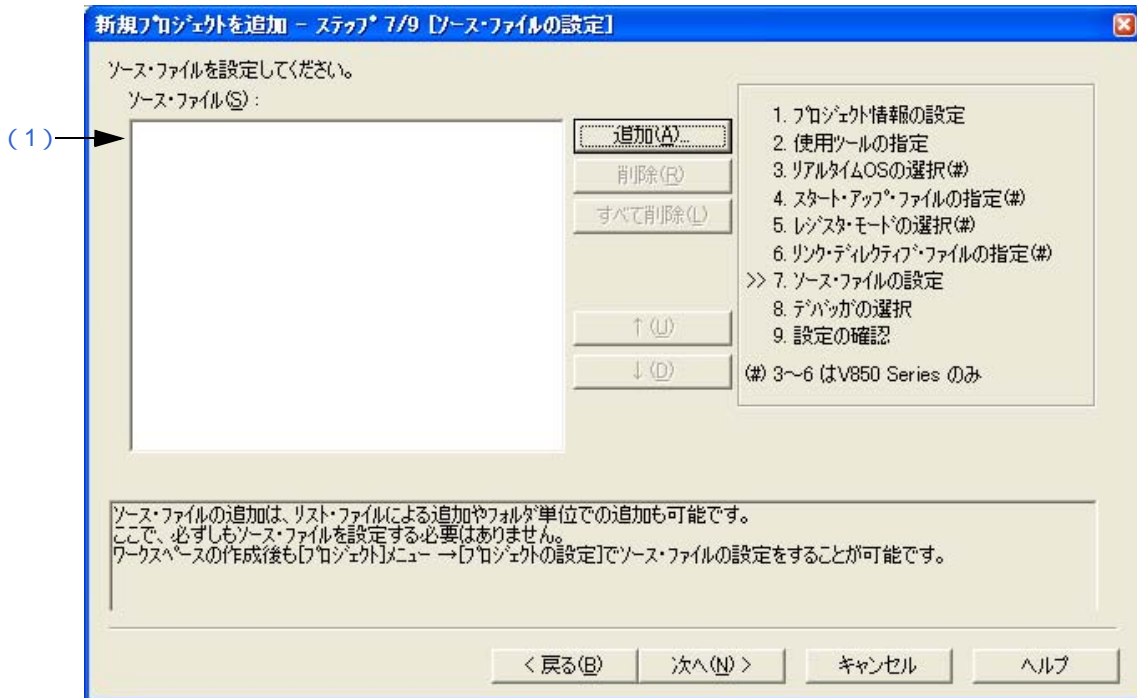 新規プロジェクトを追加 - ステップ 7/9 [ソース・ファイルの設定]
ソース・ファイルを設定してください。
ソース・ファイル(S) :
(1)
追加(A)...
削除(R)
すべて削除(L)
↑(U)
↓(D)
1. プロジェクト情報の設定
2. 使用ツールの指定
3. リアルタイムOSの選択(#)
4. スタート・アップ・ファイルの指定(#)
5. レジスタ・モードの選択(#)
6. リンク・ディレクティブ・ファイルの指定(#)
>> 7. ソース・ファイルの設定
8. デバッガの選択
9. 設定の確認
(#) 3~6 はV850 Series のみ
ソース・ファイルの追加は、リスト・ファイルによる追加やフォルダ単位での追加も可能です。
ここで、必ずしもソース・ファイルを設定する必要はありません。
ワークスペースの作成後も[プロジェクト]メニュー →[プロジェクトの設定]でソース・ファイルの設定をすることが可能です。
< 戻る(B)
次へ(N) >
キャンセル
ヘルプ